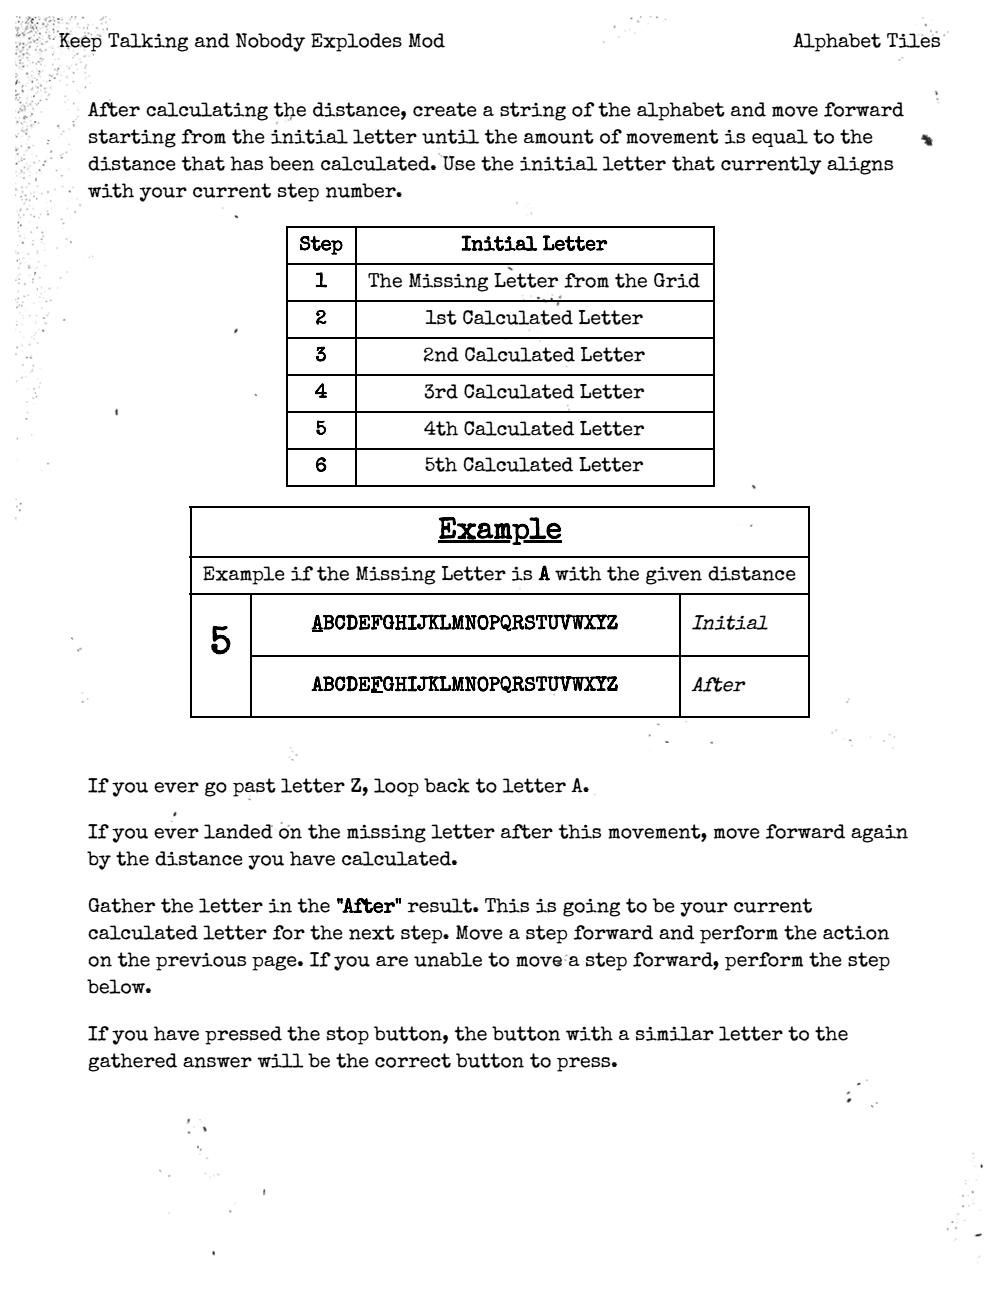 Keep Talking and Nobody Explodes Mod
Alphabet Tiles
After calculating the distance, create a string of the alphabet and move forward
starting from the initial letter until the amount of movement is equal to the
distance that has been calculated. Use the initial letter that currently aligns
with your current step number.
Step Initial Letter
1 The Missing Letter from the Grid
2 1st Calculated Letter
3 2nd Calculated Letter
4 3rd Calculated Letter
5 4th Calculated Letter
6 5th Calculated Letter
Example
Example if the Missing Letter is A with the given distance
5
ABCDEFGHIJKLMNOPQRSTUVWXYZ Initial
ABCDEFGHIJKLMNOPQRSTUVWXYZ After
If you ever go past letter Z, loop back to letter A.
If you ever landed on the missing letter after this movement, move forward again
by the distance you have calculated.
Gather the letter in the "After" result. This is going to be your current
calculated letter for the next step. Move a step forward and perform the action
on the previous page. If you are unable to move a step forward, perform the step
below.
If you have pressed the stop button, the button with a similar letter to the
gathered answer will be the correct button to press.